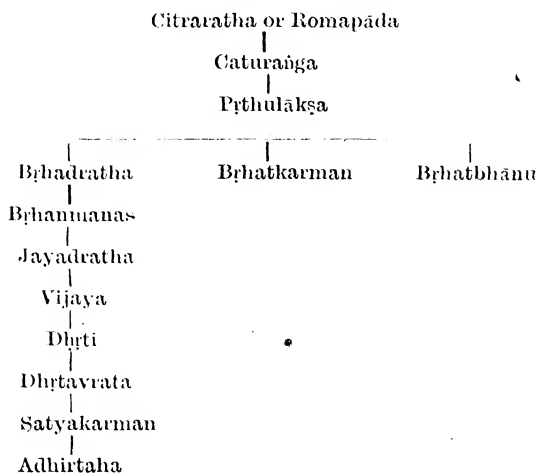 Citraratha or Romapāda
Caturaṅga
Pṛthulākṣa
Bṛhadratha Bṛhatkarman Bṛhatbhānu
Bṛhanmanas
Jayadratha
Vijaya
Dhṛti
Dhṛtavrata
Satyakarman
Adhirtaha